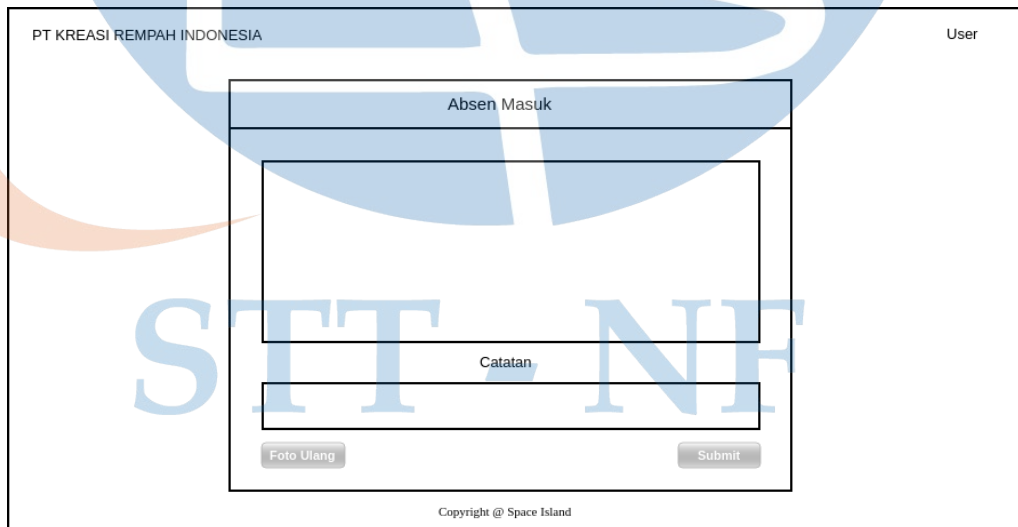 PT KREASI REMPAH INDONESIA
User
Absen Masuk
Catatan
Foto Ulang
Submit
Copyright @ Space Island
STT - NF